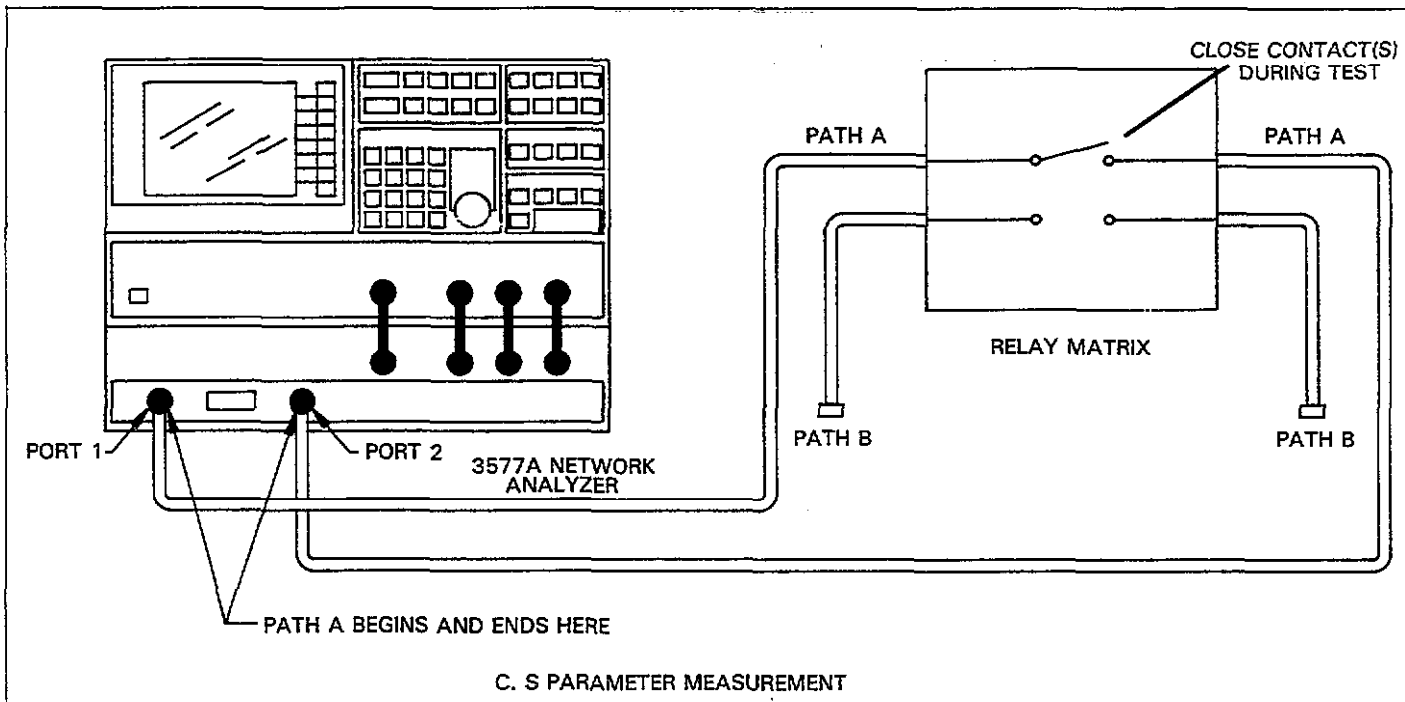 CLOSE CONTACT(S)
DURING TEST
PATH A
PATH A
RELAY MATRIX
PATH B
PATH B
PORT 1
PORT 2
3577A NETWORK
ANALYZER
PATH A BEGINS AND ENDS HERE
C. S PARAMETER MEASUREMENT